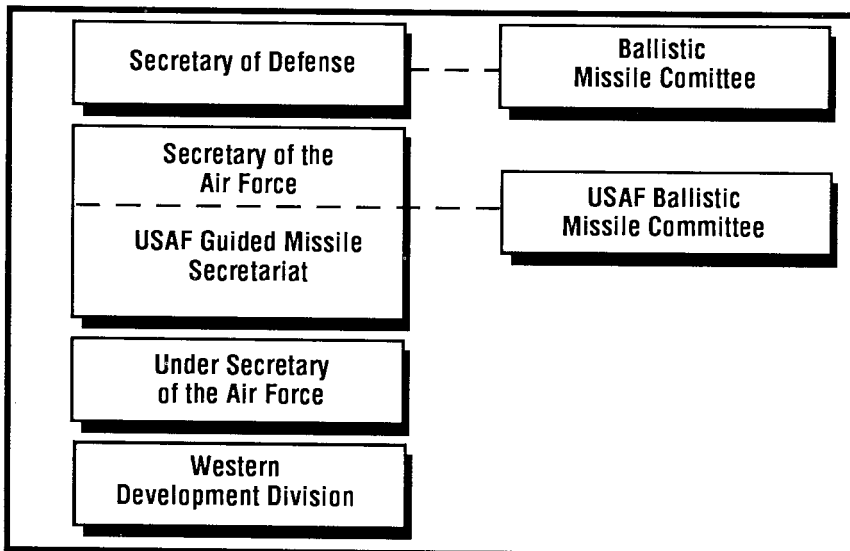 Secretary of Defense
Ballistic
Missile Comittee
Secretary of the
Air Force
USAF Guided Missile
Secretariat
USAF Ballistic
Missile Committee
Under Secretary
of the Air Force
Western
Development Division